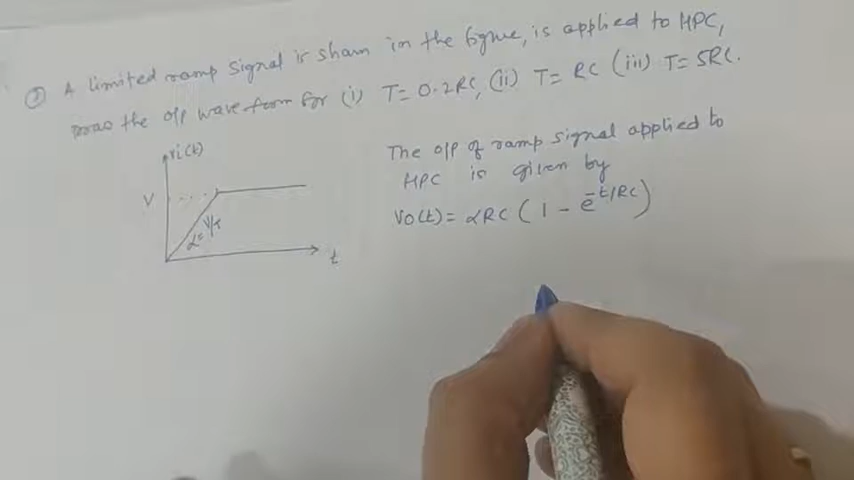 ② A limited ramp signal is shown in the figure, is applied to HPC,
Draw the o/p wave form for (i) T = 0.2RC, (ii) T = RC (iii) T = 5RC.
vi(t)
V
α = V/T
t
The o/p of ramp signal applied to
HPC is given by
Vo(t) = αRC (1 - e^-t/RC)